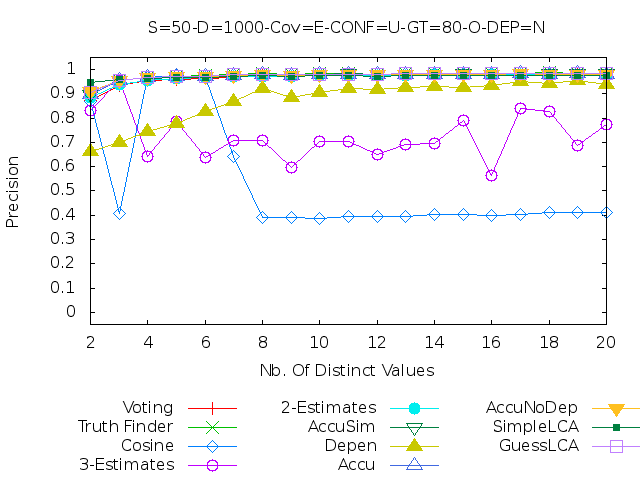 S=50-D=1000-Cov=E-CONF=U-GT=80-O-DEP=N
1
0.9
0.8
0.7
0.6
0.5
0.4
0.3
0.2
0.1
0
Precision
2 4 6 8 10 12 14 16 18 20
Nb. Of Distinct Values
Voting 2-Estimates AccuNoDep
Truth Finder AccuSim SimpleLCA
Cosine Depen GuessLCA
3-Estimates Accu